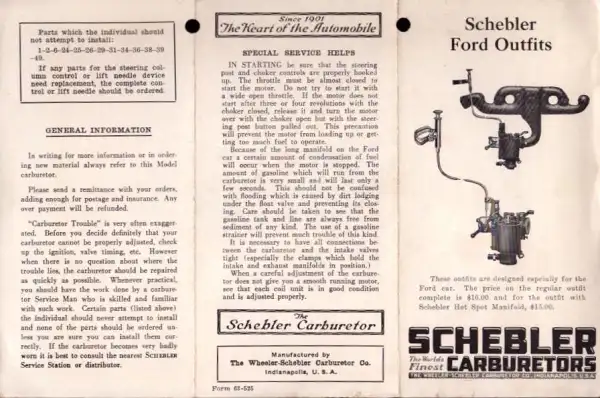 Parts which the individual should
not attempt to install:
1-2-6-24-25-26-29-31-34-36-38-39
-49.
If any parts for the steering col-
umn control or lift needle device
need replacement, the complete con-
trol or lift needle should be ordered.
GENERAL INFORMATION
In writing for more information or in order-
ing new material always refer to this Model
carburetor.
Please send a remittance with your orders,
adding enough for postage and insurance. Any
over payment will be refunded.
"Carburetor Trouble" is very often exagger-
ated. Before you decide definitely that your
carburetor cannot be properly adjusted, check
up the ignition, valve timing, etc. However
when there is no question about where the
trouble lies, the carburetor should be repaired
as quickly as possible. Whenever practical,
you should have the work done by a carbure-
tor Service Man who is skilled and familiar
with such work. Certain parts (listed above)
the individual should never attempt to install
and none of the parts should be ordered un-
less you are sure you can install them cor-
rectly. If the carburetor becomes very badly
worn it is best to consult the nearest SCHEBLER
Service Station or distributor.
Since 1901
The Heart of the Automobile
SPECIAL SERVICE HELPS
IN STARTING be sure that the steering
post and choker controls are properly hooked
up. The throttle must be almost closed to
start the motor. Do not try to start it with
a wide open throttle. If the motor does not
start after three or four revolutions with the
choker closed, release it and turn the motor
over with the choker open but with the steer-
ing post button pulled out. This precaution
will prevent the motor from loading up or get-
ting too much fuel to operate.
Because of the long manifold on the Ford
car a certain amount of condensation of fuel
will occur when the motor is stopped. The
amount of gasoline which will run from the
carburetor is very small and will last only a
few seconds. This should not be confused
with flooding which is caused by dirt lodging
under the float valve and preventing its clos-
ing. Care should be taken to see that the
gasoline tank and line are always free from
sediment of any kind. The use of a gasoline
strainer will prevent much trouble of this kind.
It is necessary to have all connections be-
tween the carburetor and the intake valves
tight (especially the clamps which hold the
intake and exhaust manifolds in position.)
When a careful adjustment of the carbure-
tor does not give you a smooth running motor,
see that each coil unit is in good condition
and is adjusted properly.
The
Schebler Carburetor
Manufactured by
The Wheeler-Schebler Carburetor Co.
Indianapolis, U. S. A.
Form 62-526
Schebler
Ford Outfits
These outfits are designed especially for the
Ford car. The price on the regular outfit
complete is $16.00 and for the outfit with
Schebler Hot Spot Manifold, $15.00.
SCHEBLER
The World's
Finest CARBURETORS
THE WHEELER-SCHEBLER CARBURETOR CO. INDIANAPOLIS, U.S.A.